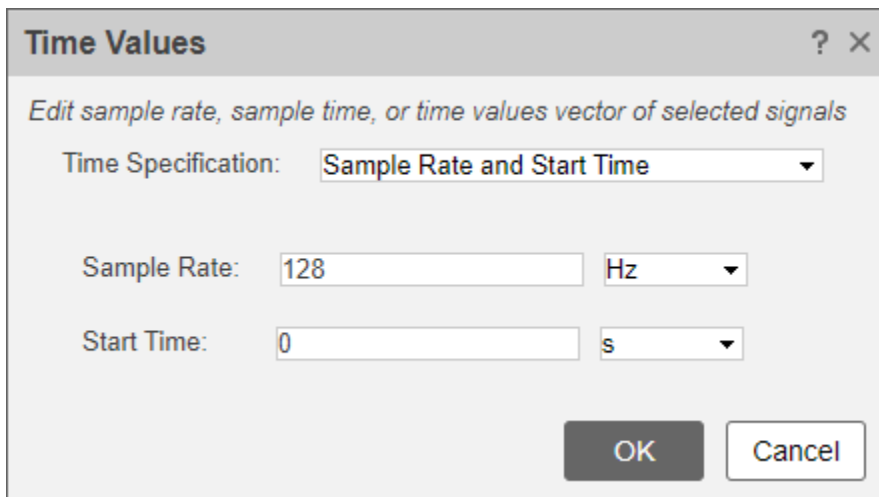 Time Values ? ×
Edit sample rate, sample time, or time values vector of selected signals
Time Specification: Sample Rate and Start Time
Sample Rate: 128 Hz
Start Time: 0 s
OK Cancel